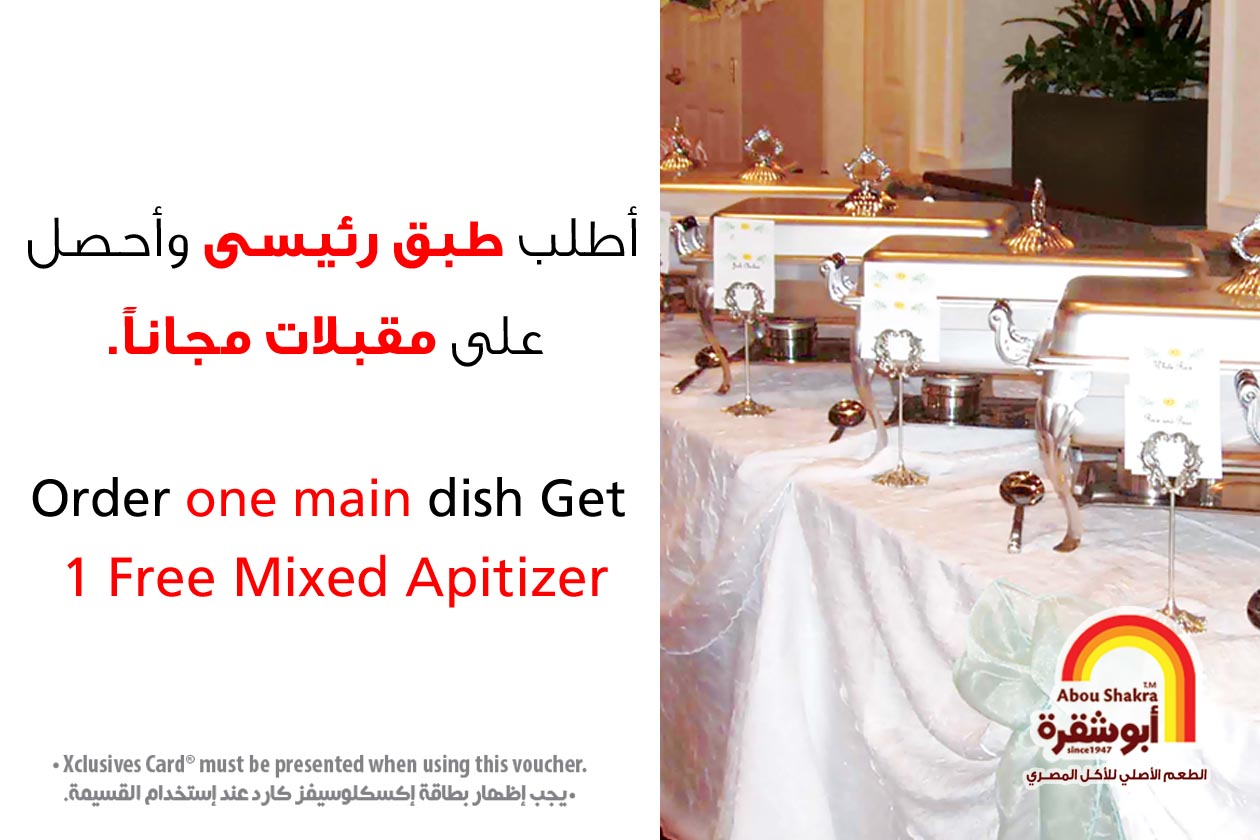 أطلب طبق رئيسى وأحصل
على مقبلات مجاناً.
Order one main dish Get
1 Free Mixed Apitizer
• Xclusives Card® must be presented when using this voucher.
•يجب إظهار بطاقة إكسكلوسيفز كارد عند إستخدام القسيمة.
White Rice
T.M
Abou Shakra
أبوشقرة
since1947
الطعم الأصلي للأكل المصري